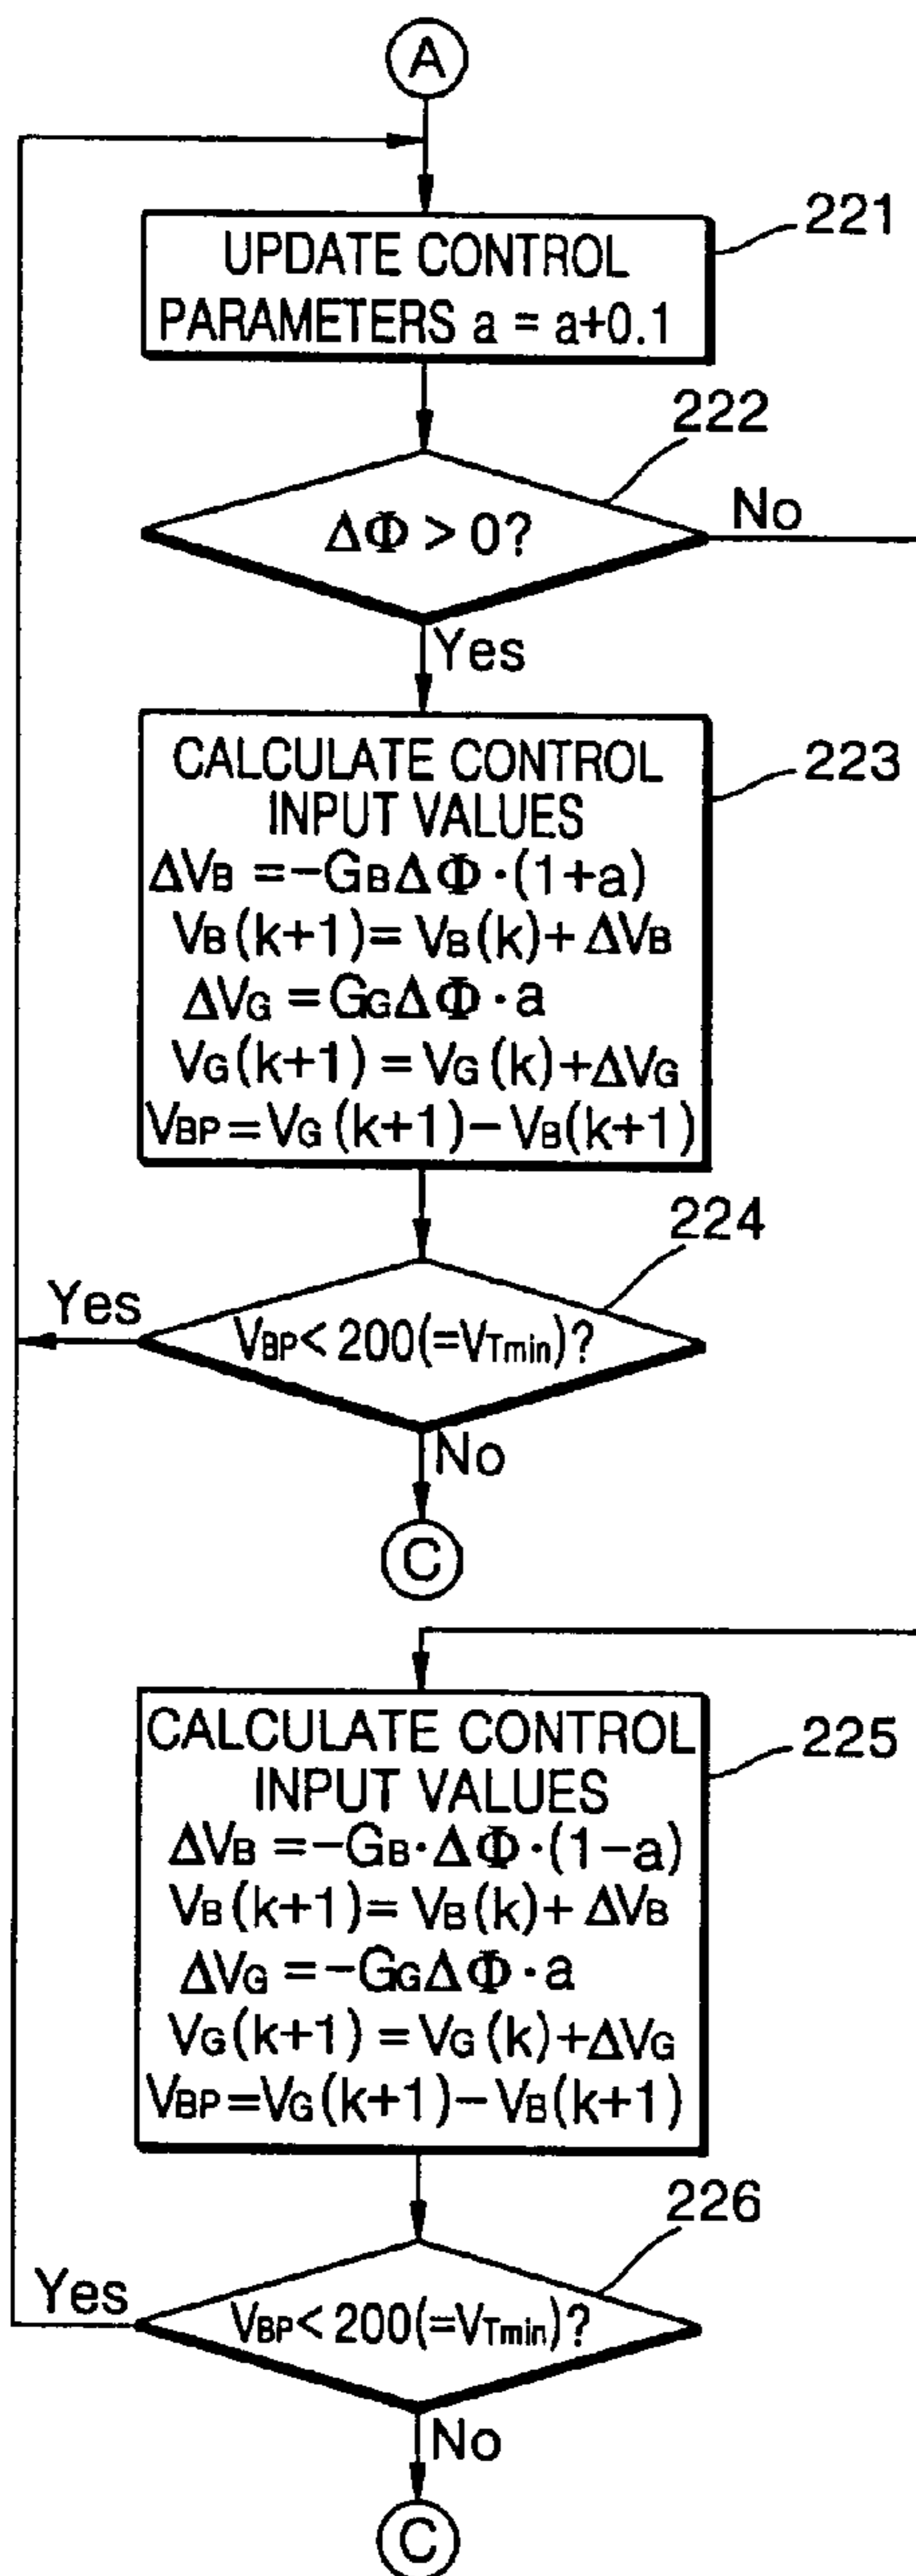 A
221
UPDATE CONTROL
PARAMETERS a = a+0.1
222
ΔΦ > 0?
No
Yes
223
CALCULATE CONTROL
INPUT VALUES
ΔVB =-GBΔΦ·(1+a)
VB(k+1)= VB(k)+ ΔVB
ΔVG = GGΔΦ·a
VG(k+1) = VG(k)+ΔVG
VBP=VG(k+1)-VB(k+1)
224
Yes
VBP< 200(=VTmin)?
No
C
225
CALCULATE CONTROL
INPUT VALUES
ΔVB =-GB·ΔΦ·(1-a)
VB(k+1)= VB(k)+ ΔVB
ΔVG =-GGΔΦ·a
VG(k+1) = VG(k)+ΔVG
VBP=VG(k+1)-VB(k+1)
226
Yes
VBP< 200(=VTmin)?
No
C